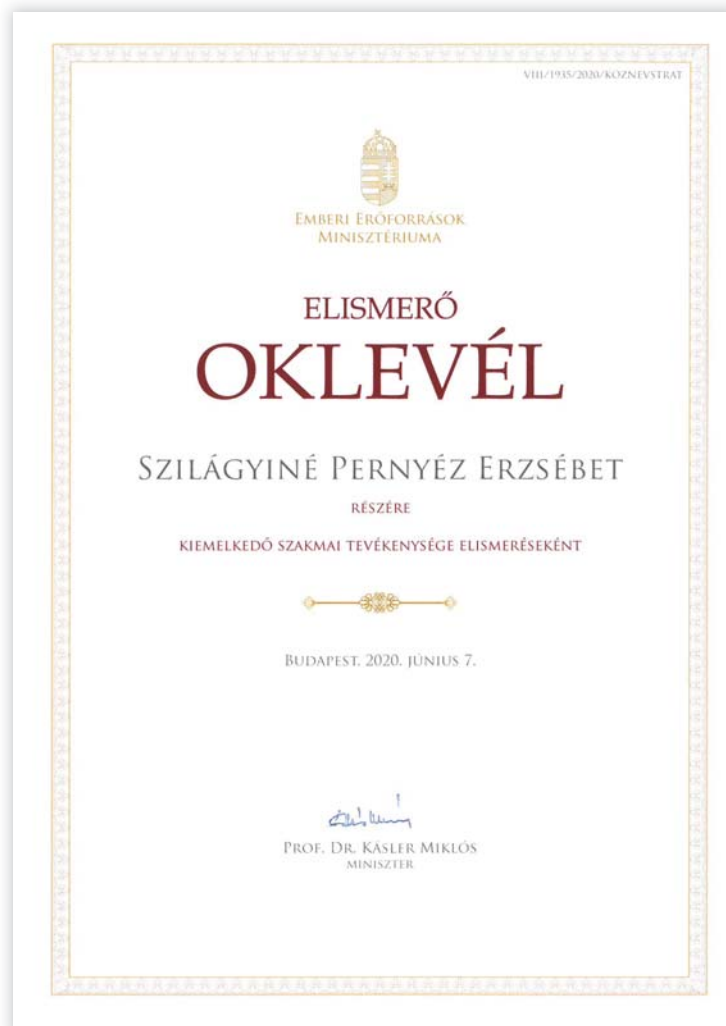 VIII/1935/2020/KOZNEVSTRAT
EMBERI ERŐFORRÁSOK
MINISZTÉRIUMA
ELISMERŐ
OKLEVÉL
SZILÁGYINÉ PERNYÉZ ERZSÉBET
RÉSZÉRE
KIEMELKEDŐ SZAKMAI TEVÉKENYSÉGE ELISMERÉSEKÉNT
BUDAPEST. 2020. JÚNIUS 7.
PROF. DR. KÁSLER MIKLÓS
MINISZTER